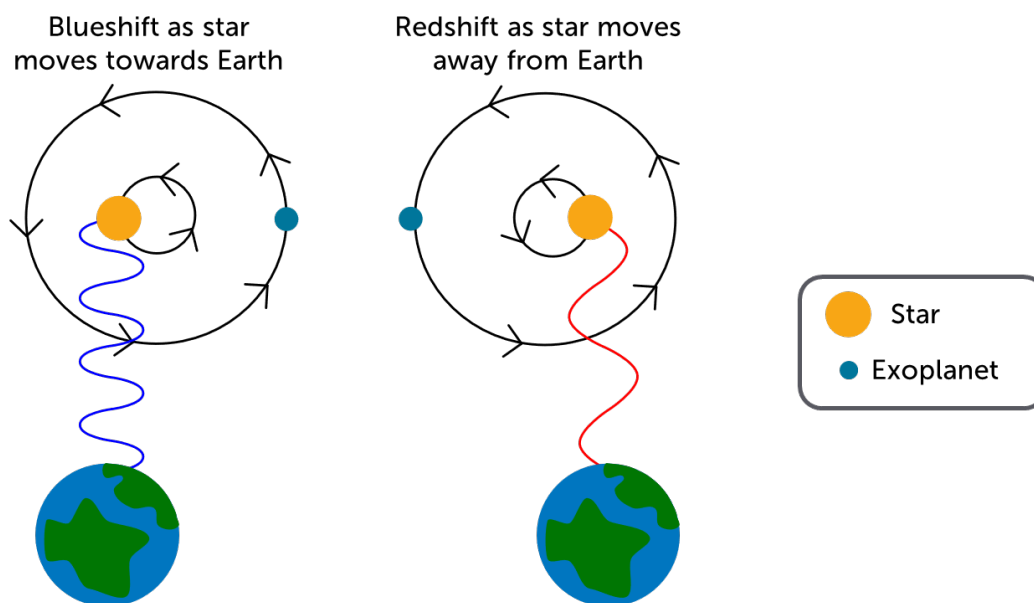 Blueshift as star
moves towards Earth
Redshift as star moves
away from Earth
Star
Exoplanet